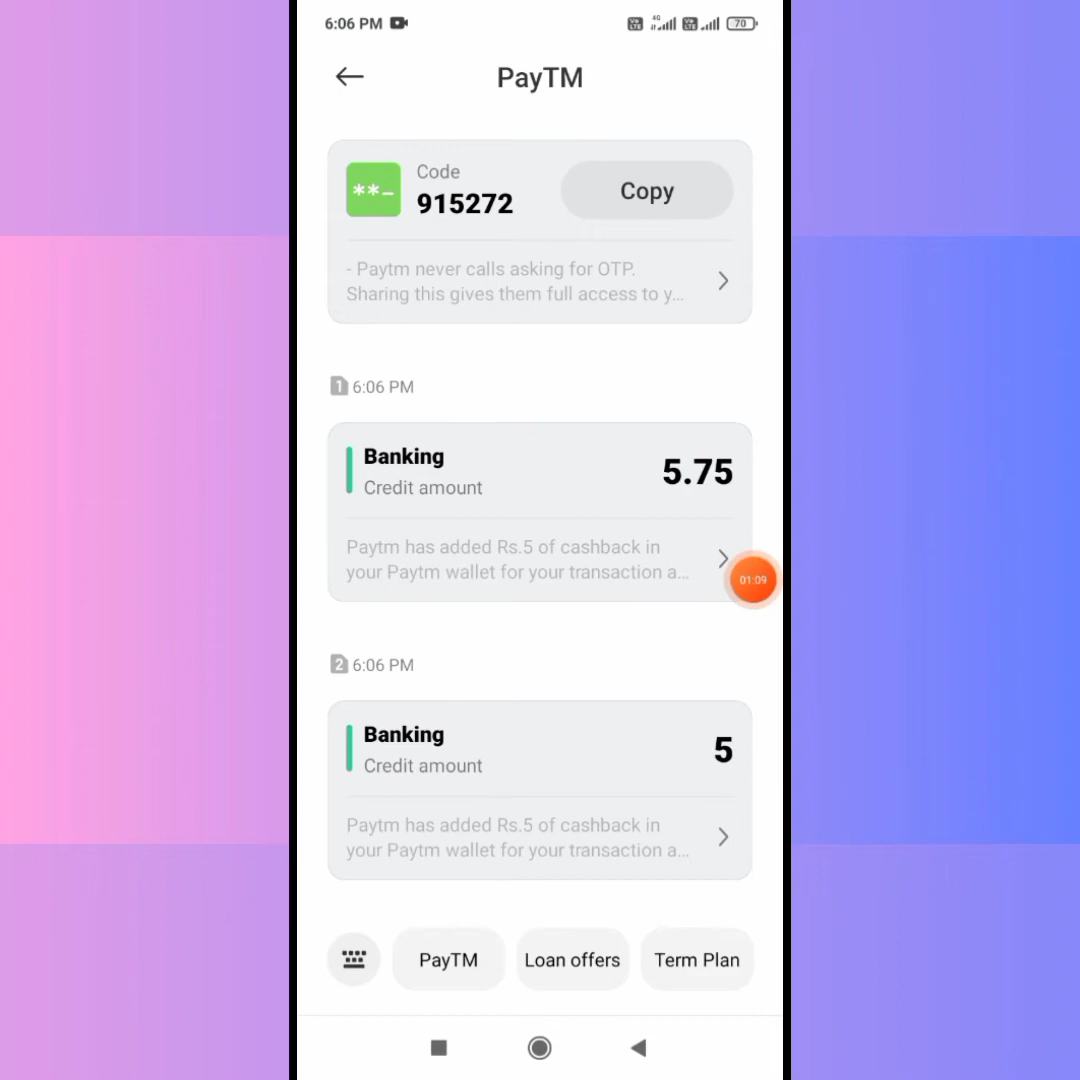 6:06 PM
4G
70
PayTM
Code
915272
Copy
- Paytm never calls asking for OTP.
Sharing this gives them full access to y...
1 6:06 PM
Banking
Credit amount
5.75
Paytm has added Rs.5 of cashback in
your Paytm wallet for your transaction a...
01:09
2 6:06 PM
Banking
Credit amount
5
Paytm has added Rs.5 of cashback in
your Paytm wallet for your transaction a...
PayTM
Loan offers
Term Plan